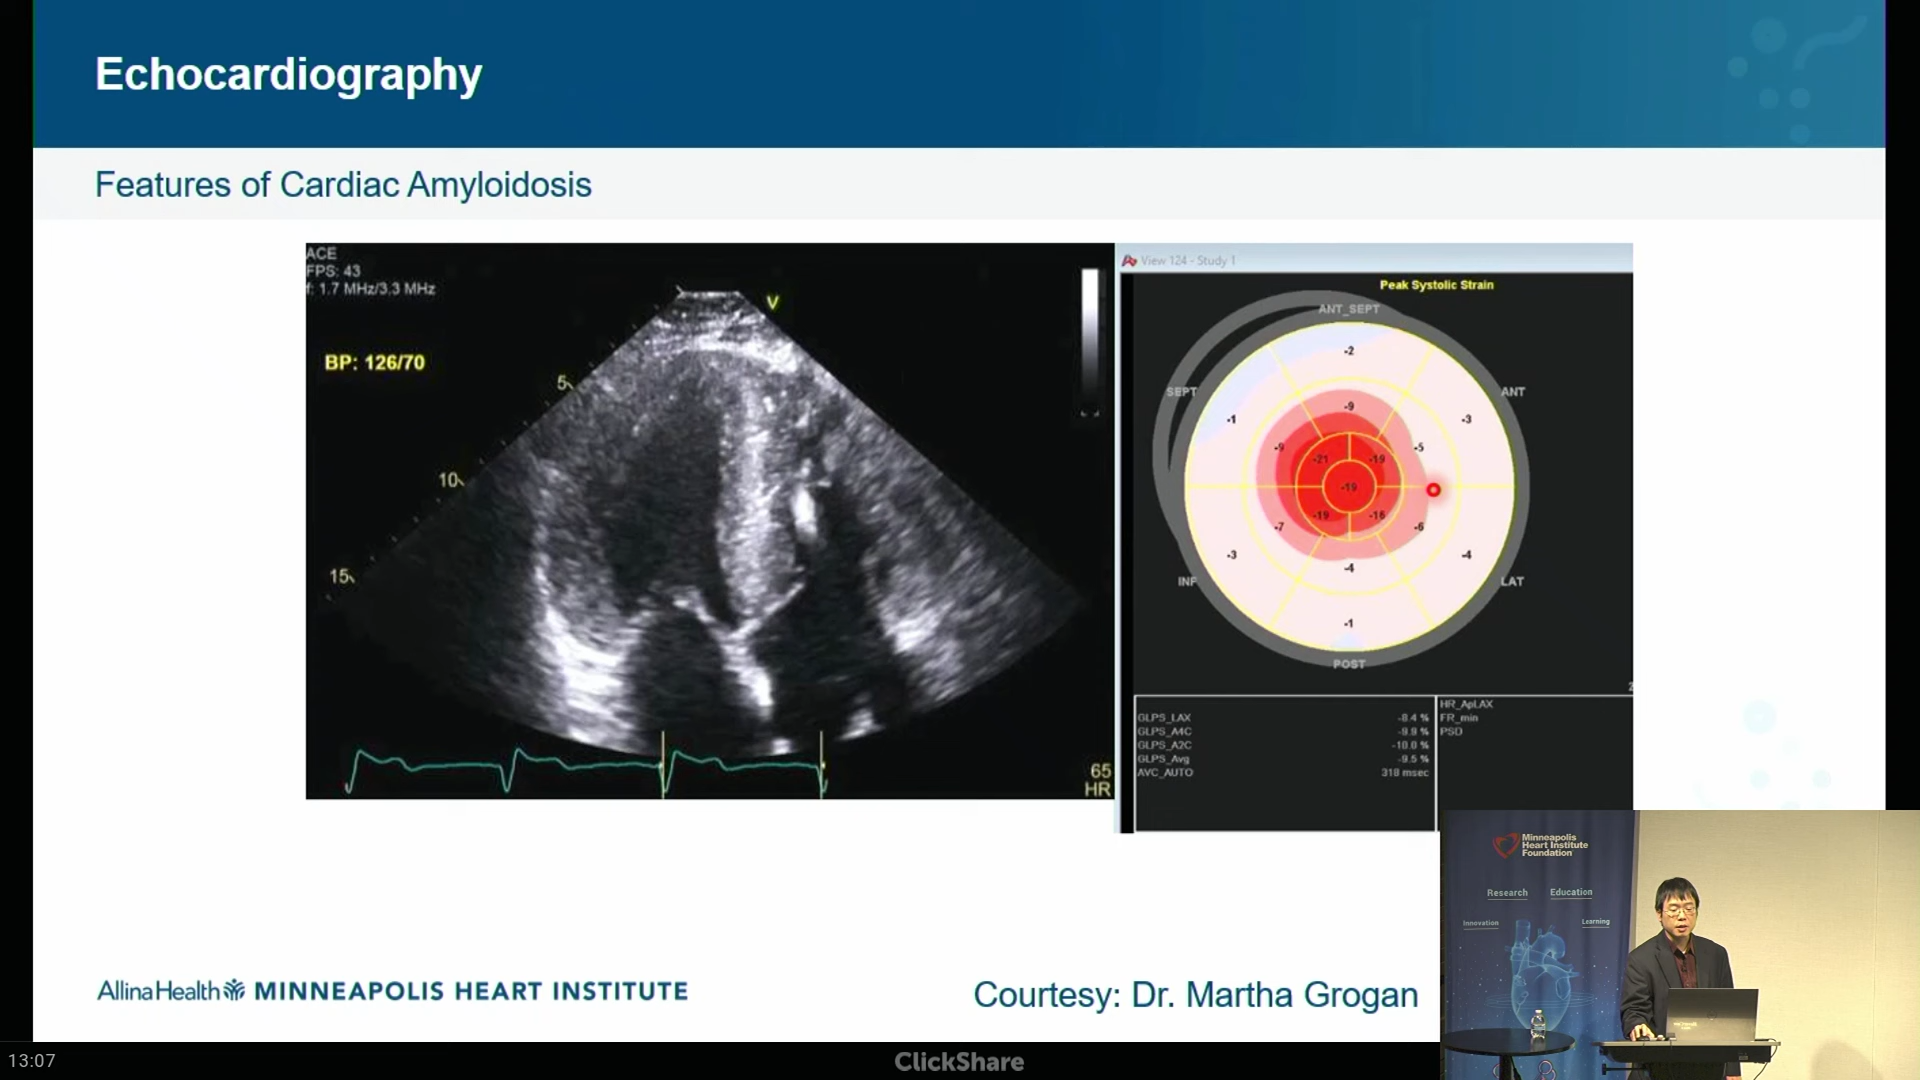 Echocardiography
Features of Cardiac Amyloidosis
ACE
FPS: 43
f: 1.7 MHz/3.3 MHz
BP: 126/70
V
5
10
15
65
HR
View 124 - Study 1
Peak Systolic Strain
ANT_SEPT
SEPT
ANT
INF
LAT
POST
-2
-1
-3
-9
-9
-5
-21
-19
-19
-19
-16
-7
-6
-3
-4
-4
-1
2
GLPS_LAX -8.4 %
GLPS_A4C -9.9 %
GLPS_A2C -10.0 %
GLPS_Avg -9.5 %
AVC_AUTO 318 msec
HR_ApLAX
FR_min
PSD
Minneapolis
Heart Institute
Foundation
Research Education
Innovation Learning
AllinaHealth MINNEAPOLIS HEART INSTITUTE
Courtesy: Dr. Martha Grogan
13:07
ClickShare